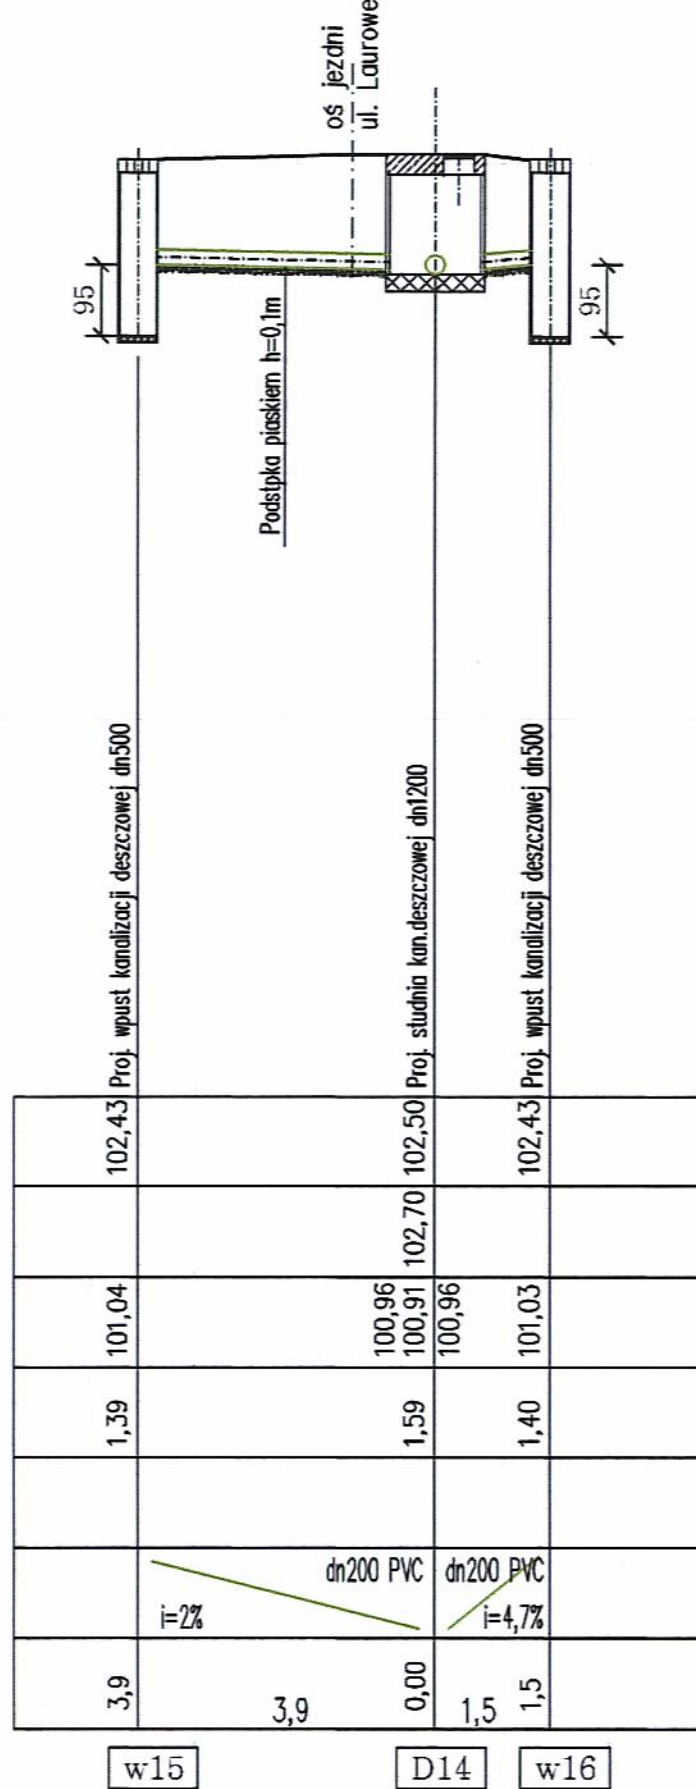 oś jezdni
ul. Laurowe
95
95
Podstpka piaskiem h=0,1m
Proj. wpust kanalizacji deszczowej dn500
Proj. studnia kan.deszczowej dn1200
Proj. wpust kanalizacji deszczowej dn500
102,43
102,50
102,43
102,70
101,04
100,96
100,91
100,96
101,03
1,39
1,59
1,40
dn200 PVC
dn200 PVC
i=2%
i=4,7%
3,9
3,9
0,00
1,5
1,5
w15
D14
w16